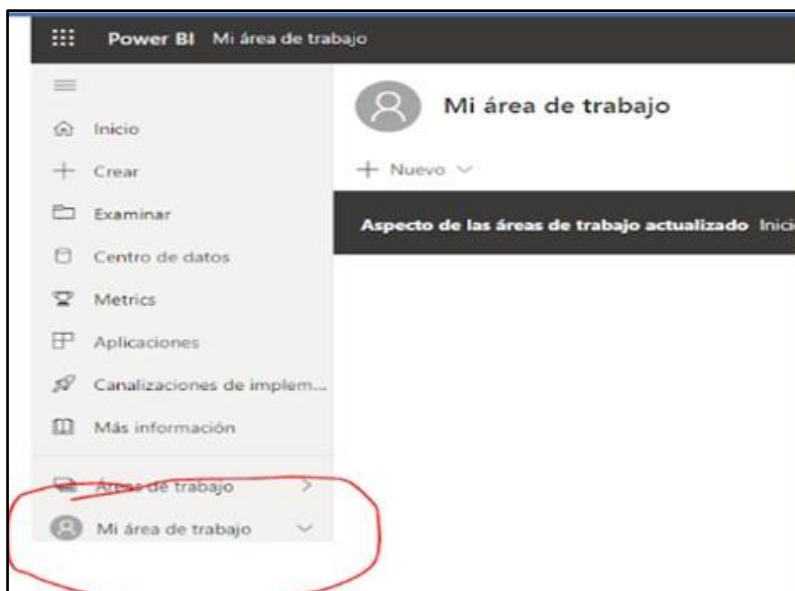 Power BI Mi área de trabajo
Inicio
Crear
Examinar
Centro de datos
Metrics
Aplicaciones
Canalizaciones de implem...
Más información
Áreas de trabajo
Mi área de trabajo
Mi área de trabajo
Nuevo
Aspecto de las áreas de trabajo actualizado Inici